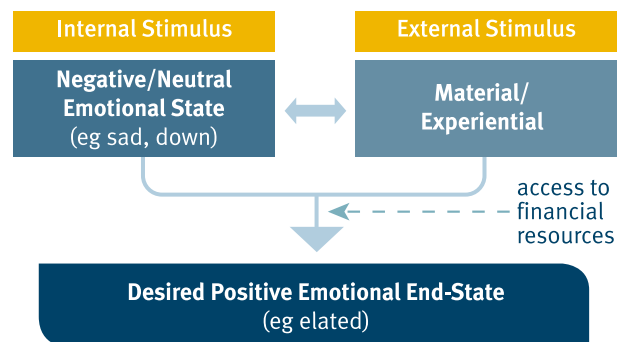 Internal Stimulus
External Stimulus
Negative/Neutral
Emotional State
(eg sad, down)
Material/
Experiential
access to
financial
resources
Desired Positive Emotional End-State
(eg elated)